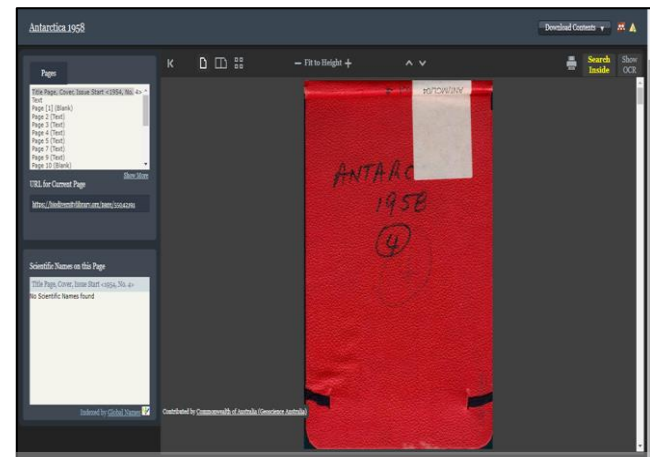 Antarctica 1958
Download Contents
Pages
Title Page, Cover, Issue Start <1954, No. 4>
Text
Page [1] (Blank)
Page 2 (Text)
Page 3 (Text)
Page 4 (Text)
Page 5 (Text)
Page 7 (Text)
Page 9 (Text)
Page 10 (Blank)
Show More
URL for Current Page
Scientific Names on this Page
Title Page, Cover, Issue Start <1954, No. 4>
No Scientific Names found
Indexed by Global Names
Fit to Height
Search Inside
Show OCR
ANTARC
1958
4
Contributed by Commonwealth of Australia (Geoscience Australia)